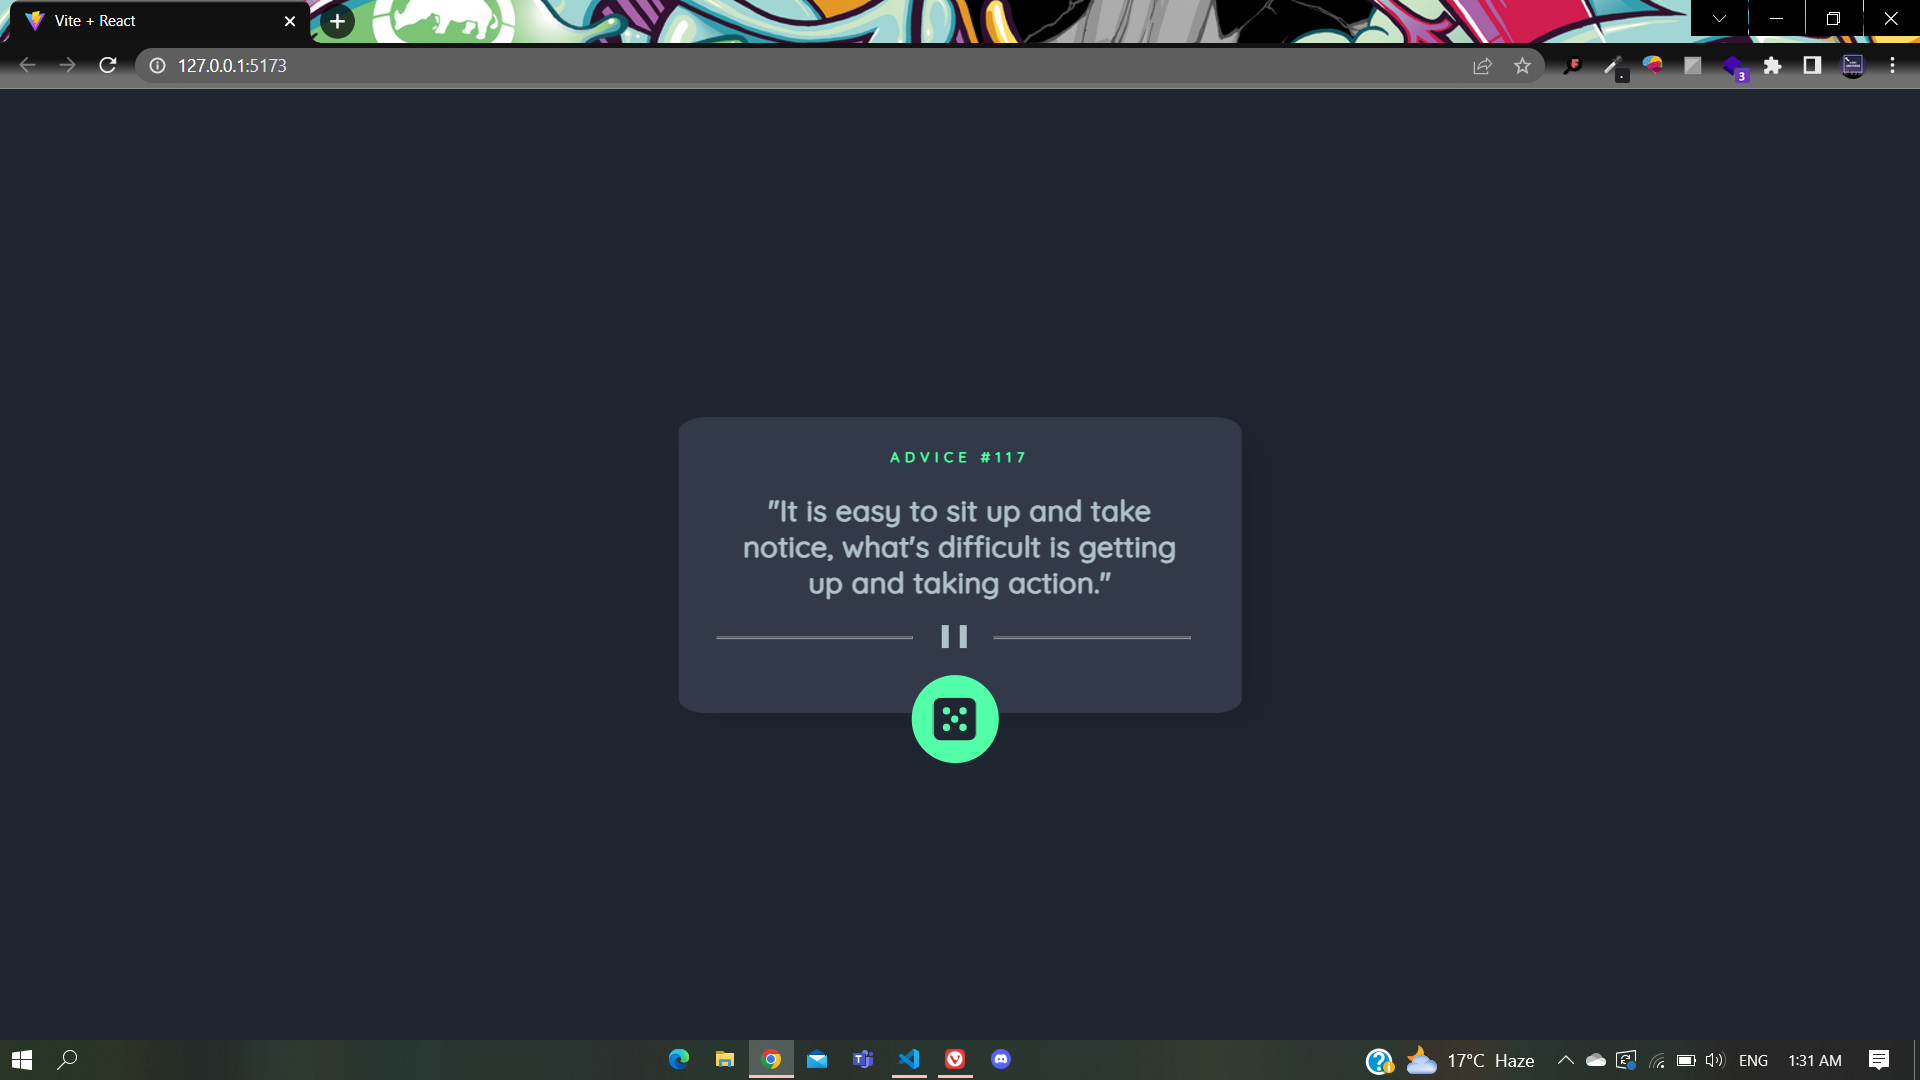 Vite + React
127.0.0.1:5173
3
ADVICE #117
"It is easy to sit up and take
notice, what's difficult is getting
up and taking action."
17°C Haze
ENG
1:31 AM